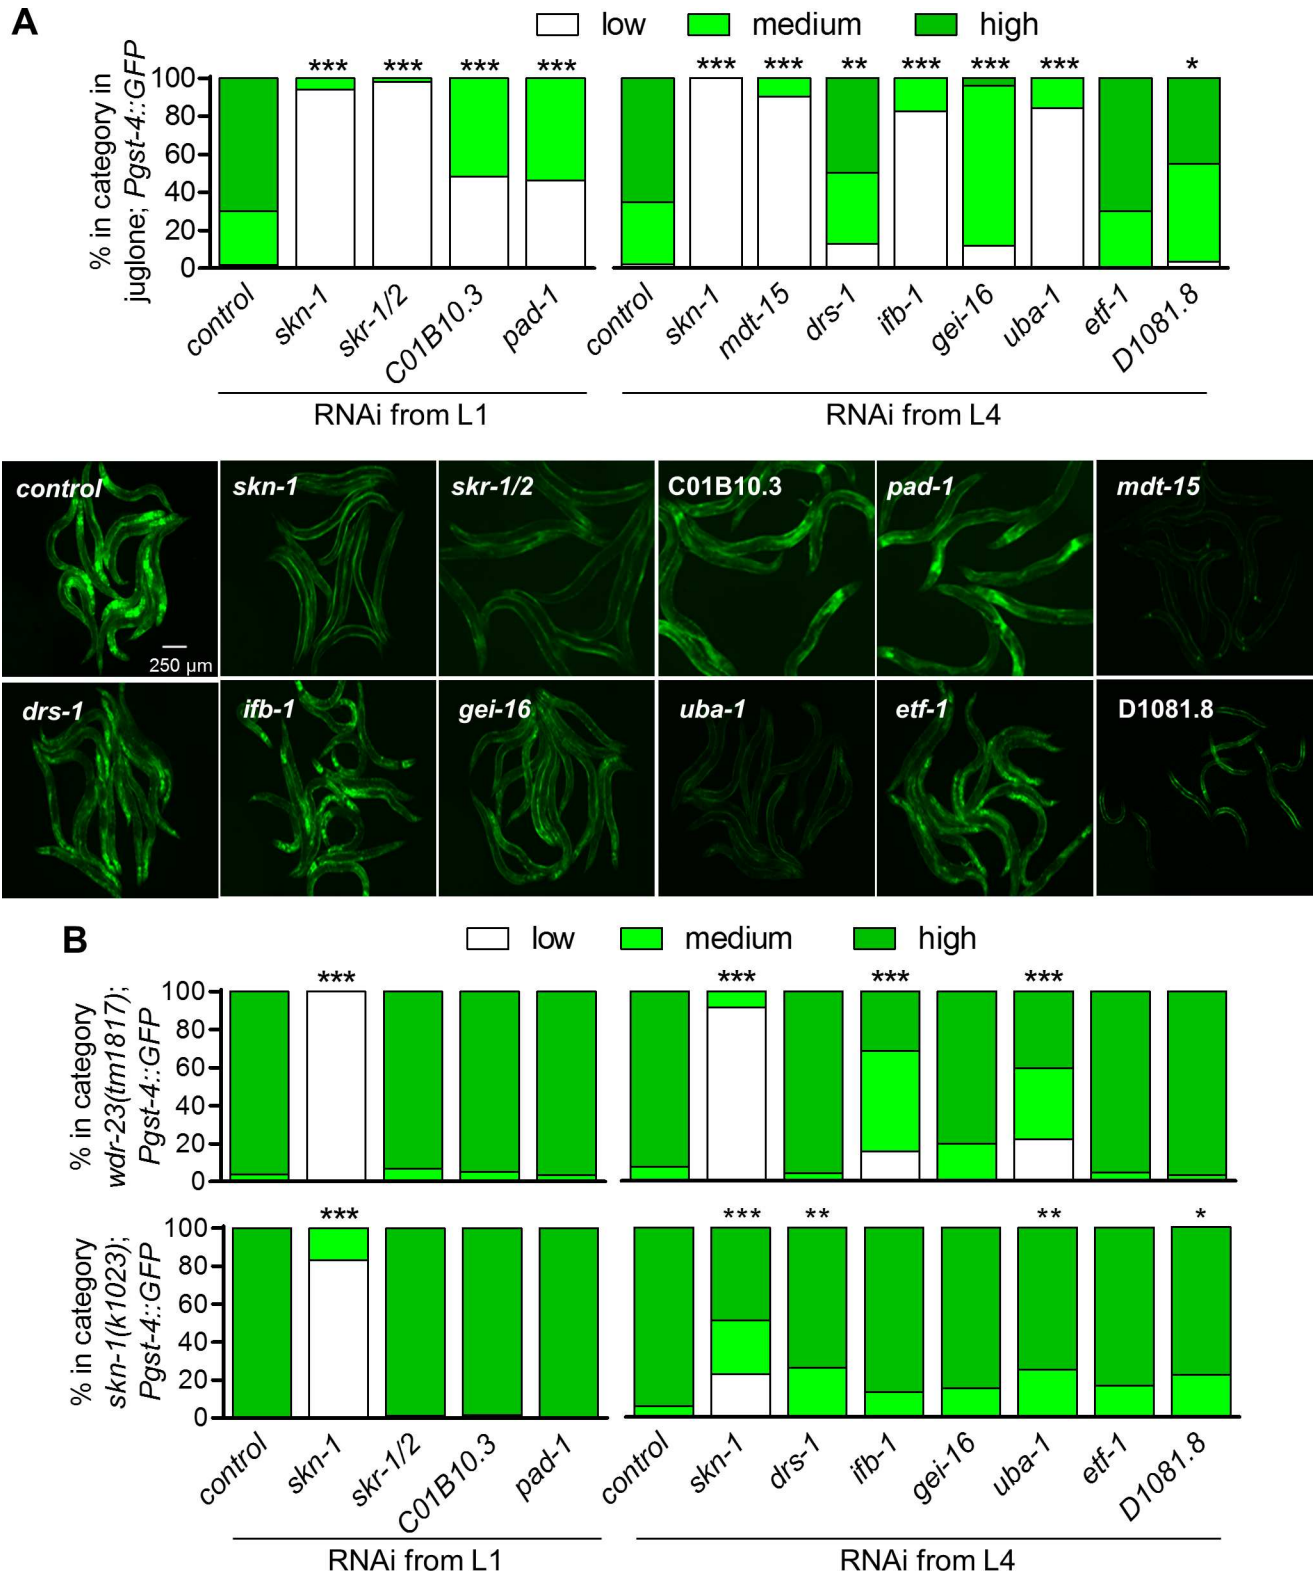 A
low medium high
% in category in
juglone; Pgst-4::GFP
100
80
60
40
20
0
*** *** *** *** *** *** ** *** *** *** *
control skn-1 skr-1/2 C01B10.3 pad-1 control skn-1 mdt-15 drs-1 ifb-1 gei-16 uba-1 etf-1 D1081.8
RNAi from L1 RNAi from L4
control skn-1 skr-1/2 C01B10.3 pad-1 mdt-15
250 µm
drs-1 ifb-1 gei-16 uba-1 etf-1 D1081.8
B
low medium high
% in category
wdr-23(tm1817);
Pgst-4::GFP
100
80
60
40
20
0
*** *** *** ***
% in category
skn-1(k1023);
Pgst-4::GFP
100
80
60
40
20
0
*** *** ** ** *
control skn-1 skr-1/2 C01B10.3 pad-1 control skn-1 drs-1 ifb-1 gei-16 uba-1 etf-1 D1081.8
RNAi from L1 RNAi from L4